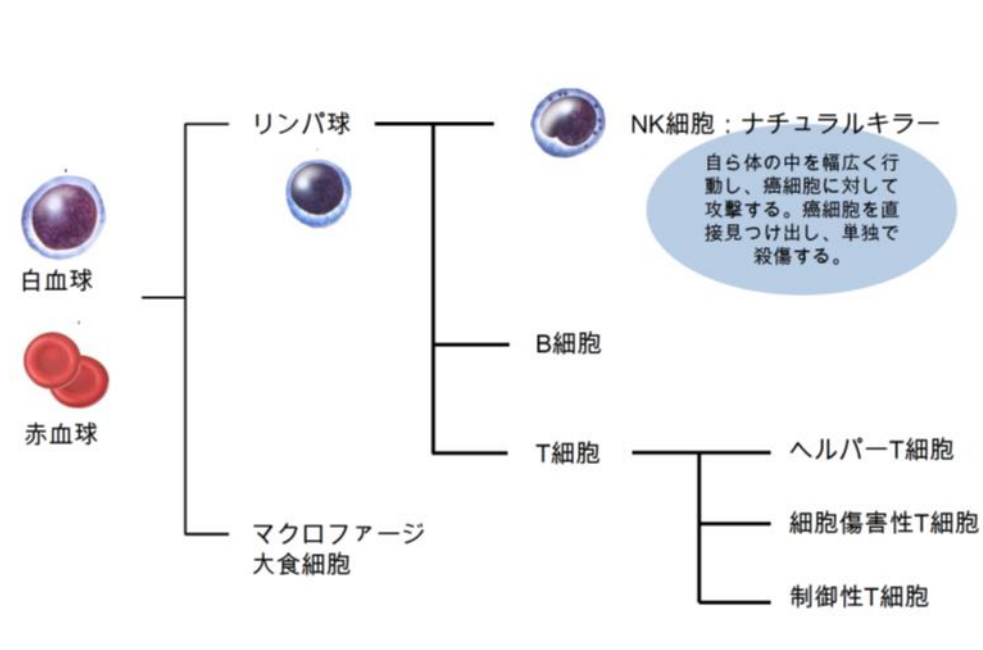 白血球
赤血球
リンパ球
マクロファージ
大食細胞
NK細胞：ナチュラルキラー
自ら体の中を幅広く行
動し、癌細胞に対して
攻撃する。癌細胞を直
接見つけ出し、単独で
殺傷する。
B細胞
T細胞
ヘルパーT細胞
細胞傷害性T細胞
制御性T細胞